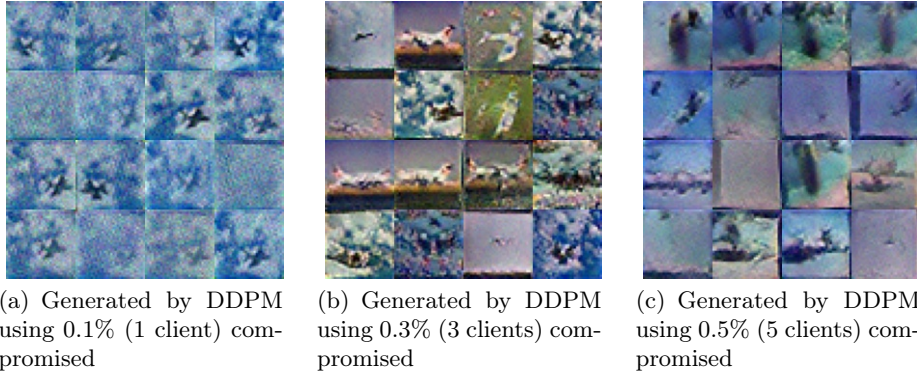 (a) Generated by DDPM
using 0.1% (1 client) com-
promised
(b) Generated by DDPM
using 0.3% (3 clients) com-
promised
(c) Generated by DDPM
using 0.5% (5 clients) com-
promised